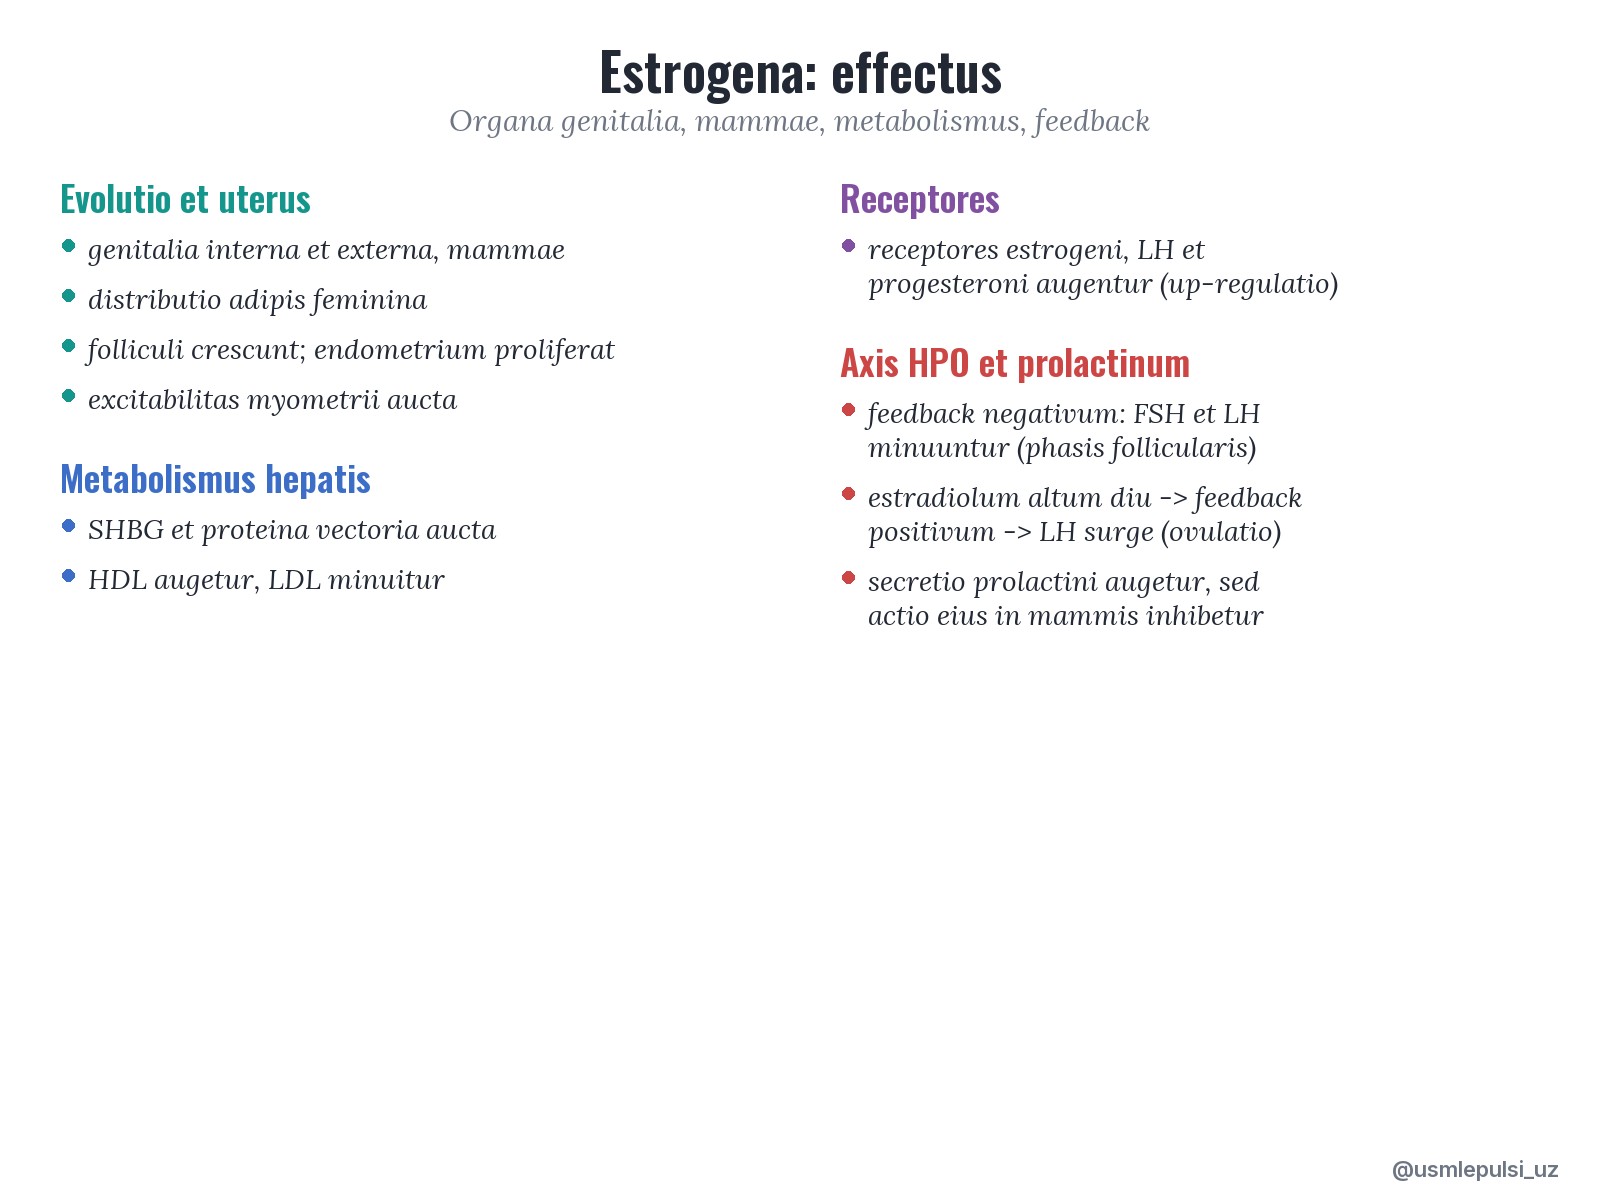 Estrogena: effectus
Organa genitalia, mammae, metabolismus, feedback
Evolutio et uterus
genitalia interna et externa, mammae
distributio adipis feminina
folliculi crescunt; endometrium proliferat
excitabilitas myometrii aucta
Metabolismus hepatis
SHBG et proteina vectoria aucta
HDL augetur, LDL minuitur
Receptores
receptores estrogeni, LH et
progesteroni augentur (up-regulatio)
Axis HPO et prolactinum
feedback negativum: FSH et LH
minuuntur (phasis follicularis)
estradiolum altum diu -> feedback
positivum -> LH surge (ovulatio)
secretio prolactini augetur, sed
actio eius in mammis inhibetur
@usmlepulsi_uz